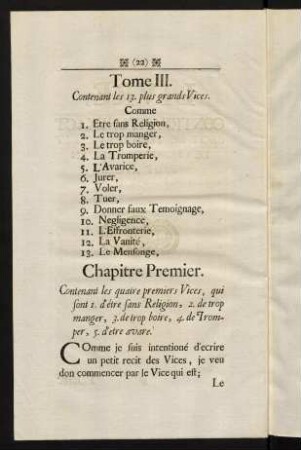 (22)
Tome III.
Contenant les 13. plus grands Vices.
Comme
1. Etre sans Religion,
2. Le trop manger,
3. Le trop boire,
4. La Tromperie,
5. L'Avarice,
6. Jurer,
7. Voler,
8. Tuer,
9. Donner faux Temoignage,
10. Negligence,
11. L'Effronterie,
12. La Vanité,
13. Le Mensonge,
Chapitre Premier.
Contenant les quatre premiers Vices, qui
sont 1. d'être sans Religion, 2. de trop
manger, 3. de trop boire, 4. de Trom-
per, 5. d'etre avare.
COmme je suis intentioné d'ecrire
un petit recit des Vices, je veu
don commencer par le Vice qui est;
Le